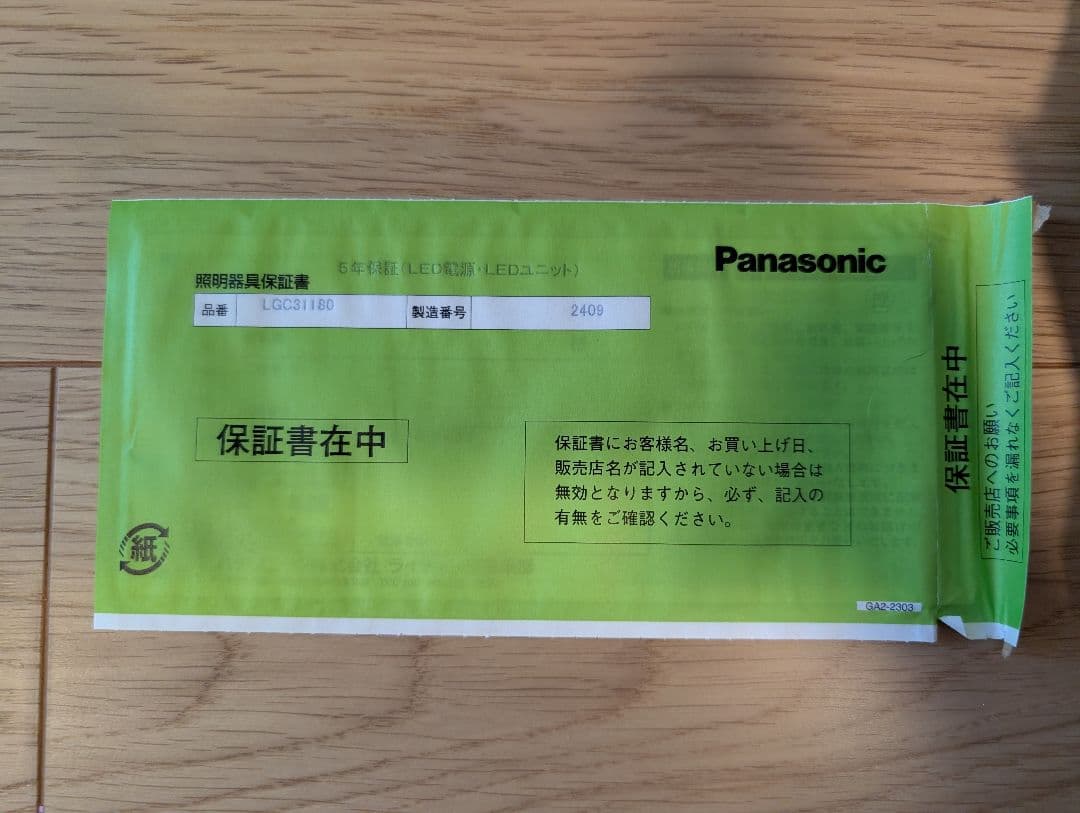 Panasonic
5年保証(LED電源・LEDユニット)
照明器具保証書
品番 LGC31180 製造番号 2409
保証書在中
保証書にお客様名、お買い上げ日、
販売店名が記入されていない場合は
無効となりますから、必ず、記入の
有無をご確認ください。
紙
GA2-2303
保証書在中
ご販売店へのお願い
必要事項を漏れなくご記入ください